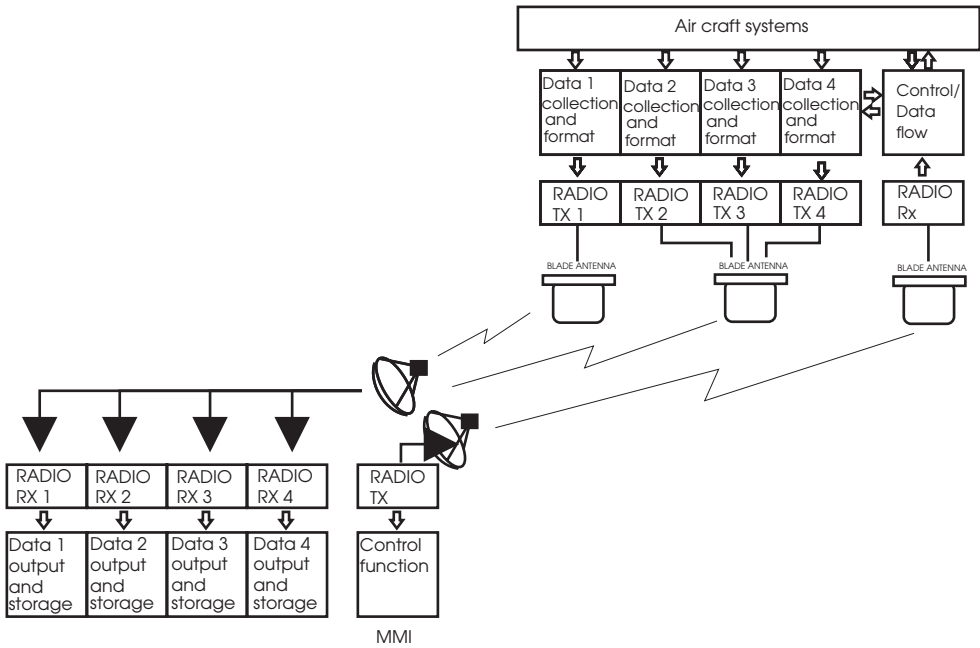 Air craft systems
Data 1
collection
and
format
Data 2
collection
and
format
Data 3
collection
and
format
Data 4
collection
and
format
Control/
Data
flow
RADIO
TX 1
RADIO
TX 2
RADIO
TX 3
RADIO
TX 4
RADIO
Rx
BLADE ANTENNA
BLADE ANTENNA
BLADE ANTENNA
RADIO
RX 1
RADIO
RX 2
RADIO
RX 3
RADIO
RX 4
RADIO
TX
Data 1
output
and
storage
Data 2
output
and
storage
Data 3
output
and
storage
Data 4
output
and
storage
Control
function
MMI